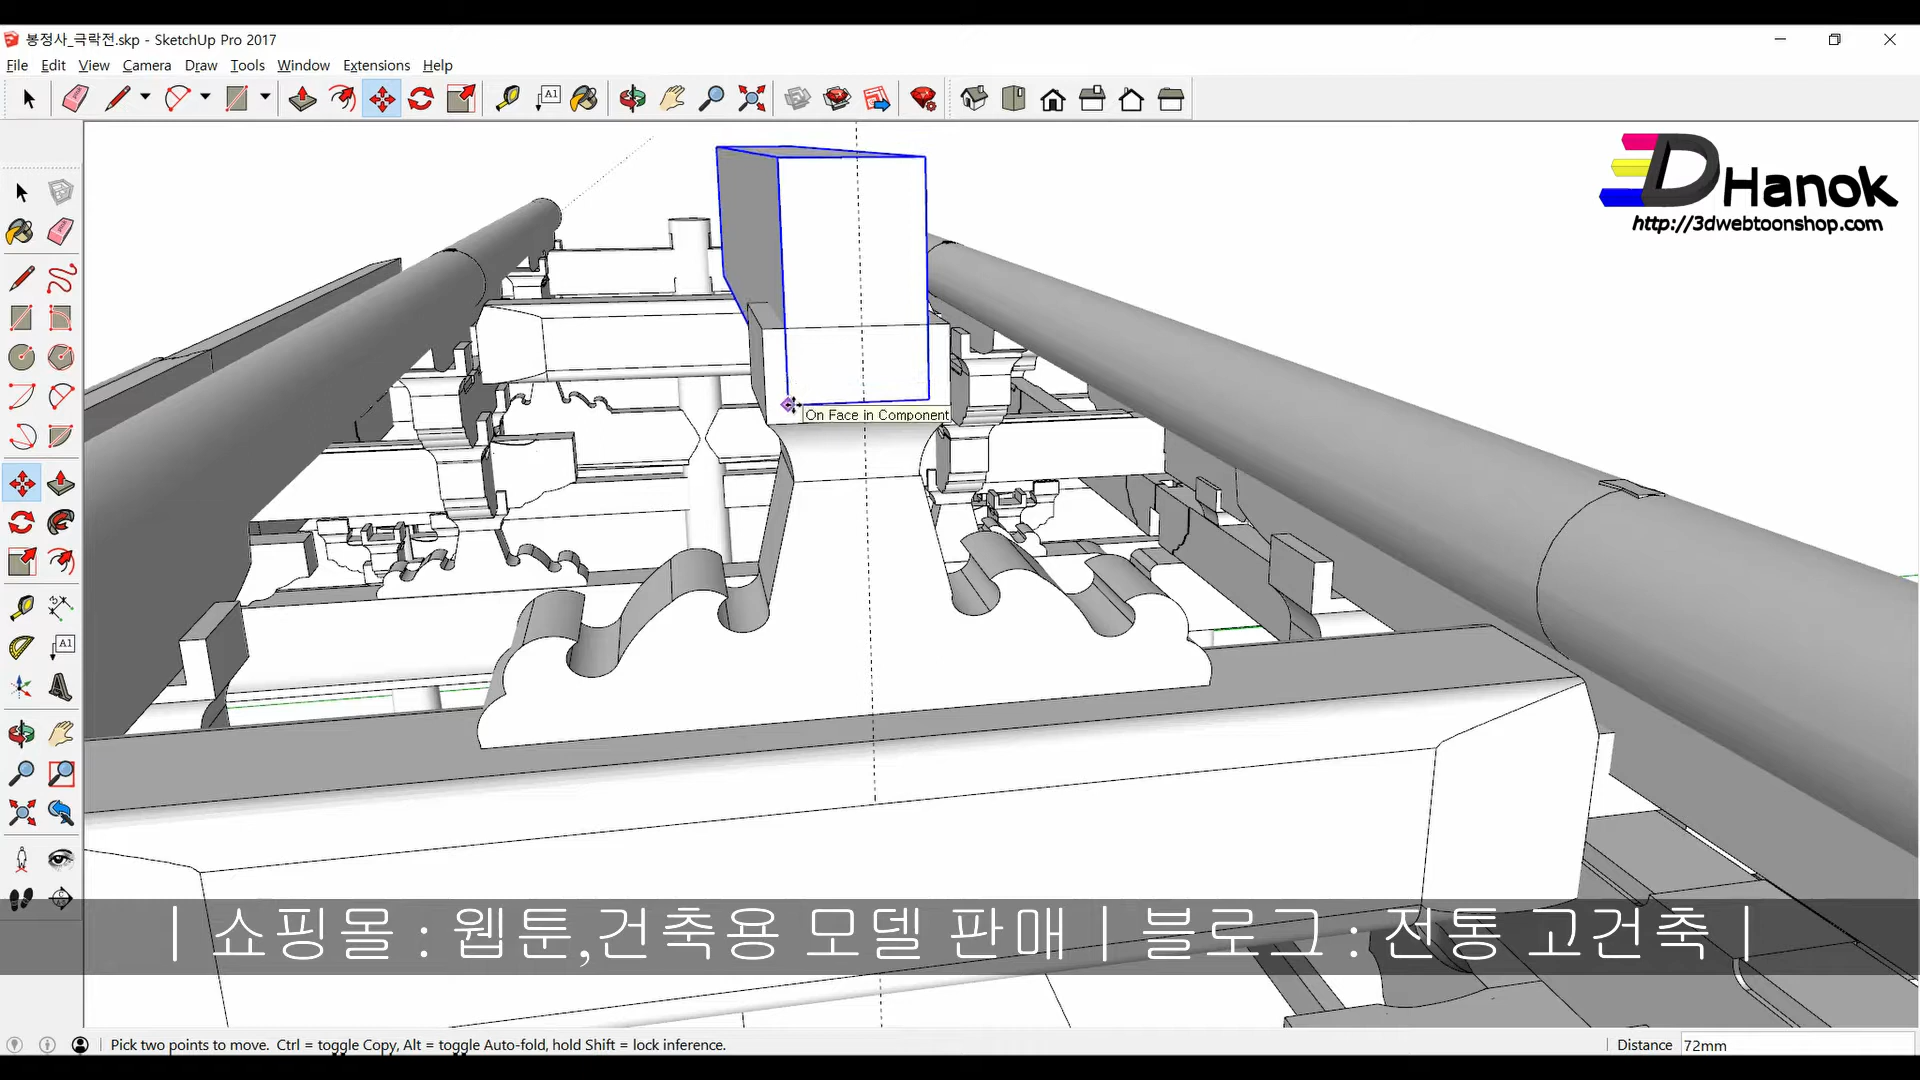 봉정사_극락전.skp - SketchUp Pro 2017
File Edit View Camera Draw Tools Window Extensions Help
3DHanok
http://3dwebtoonshop.com
On Face in Component
| 쇼핑몰 : 웹툰,건축용 모델 판매 | 블로그 : 전통 고건축 |
Pick two points to move. Ctrl = toggle Copy, Alt = toggle Auto-fold, hold Shift = lock inference.
Distance 72mm